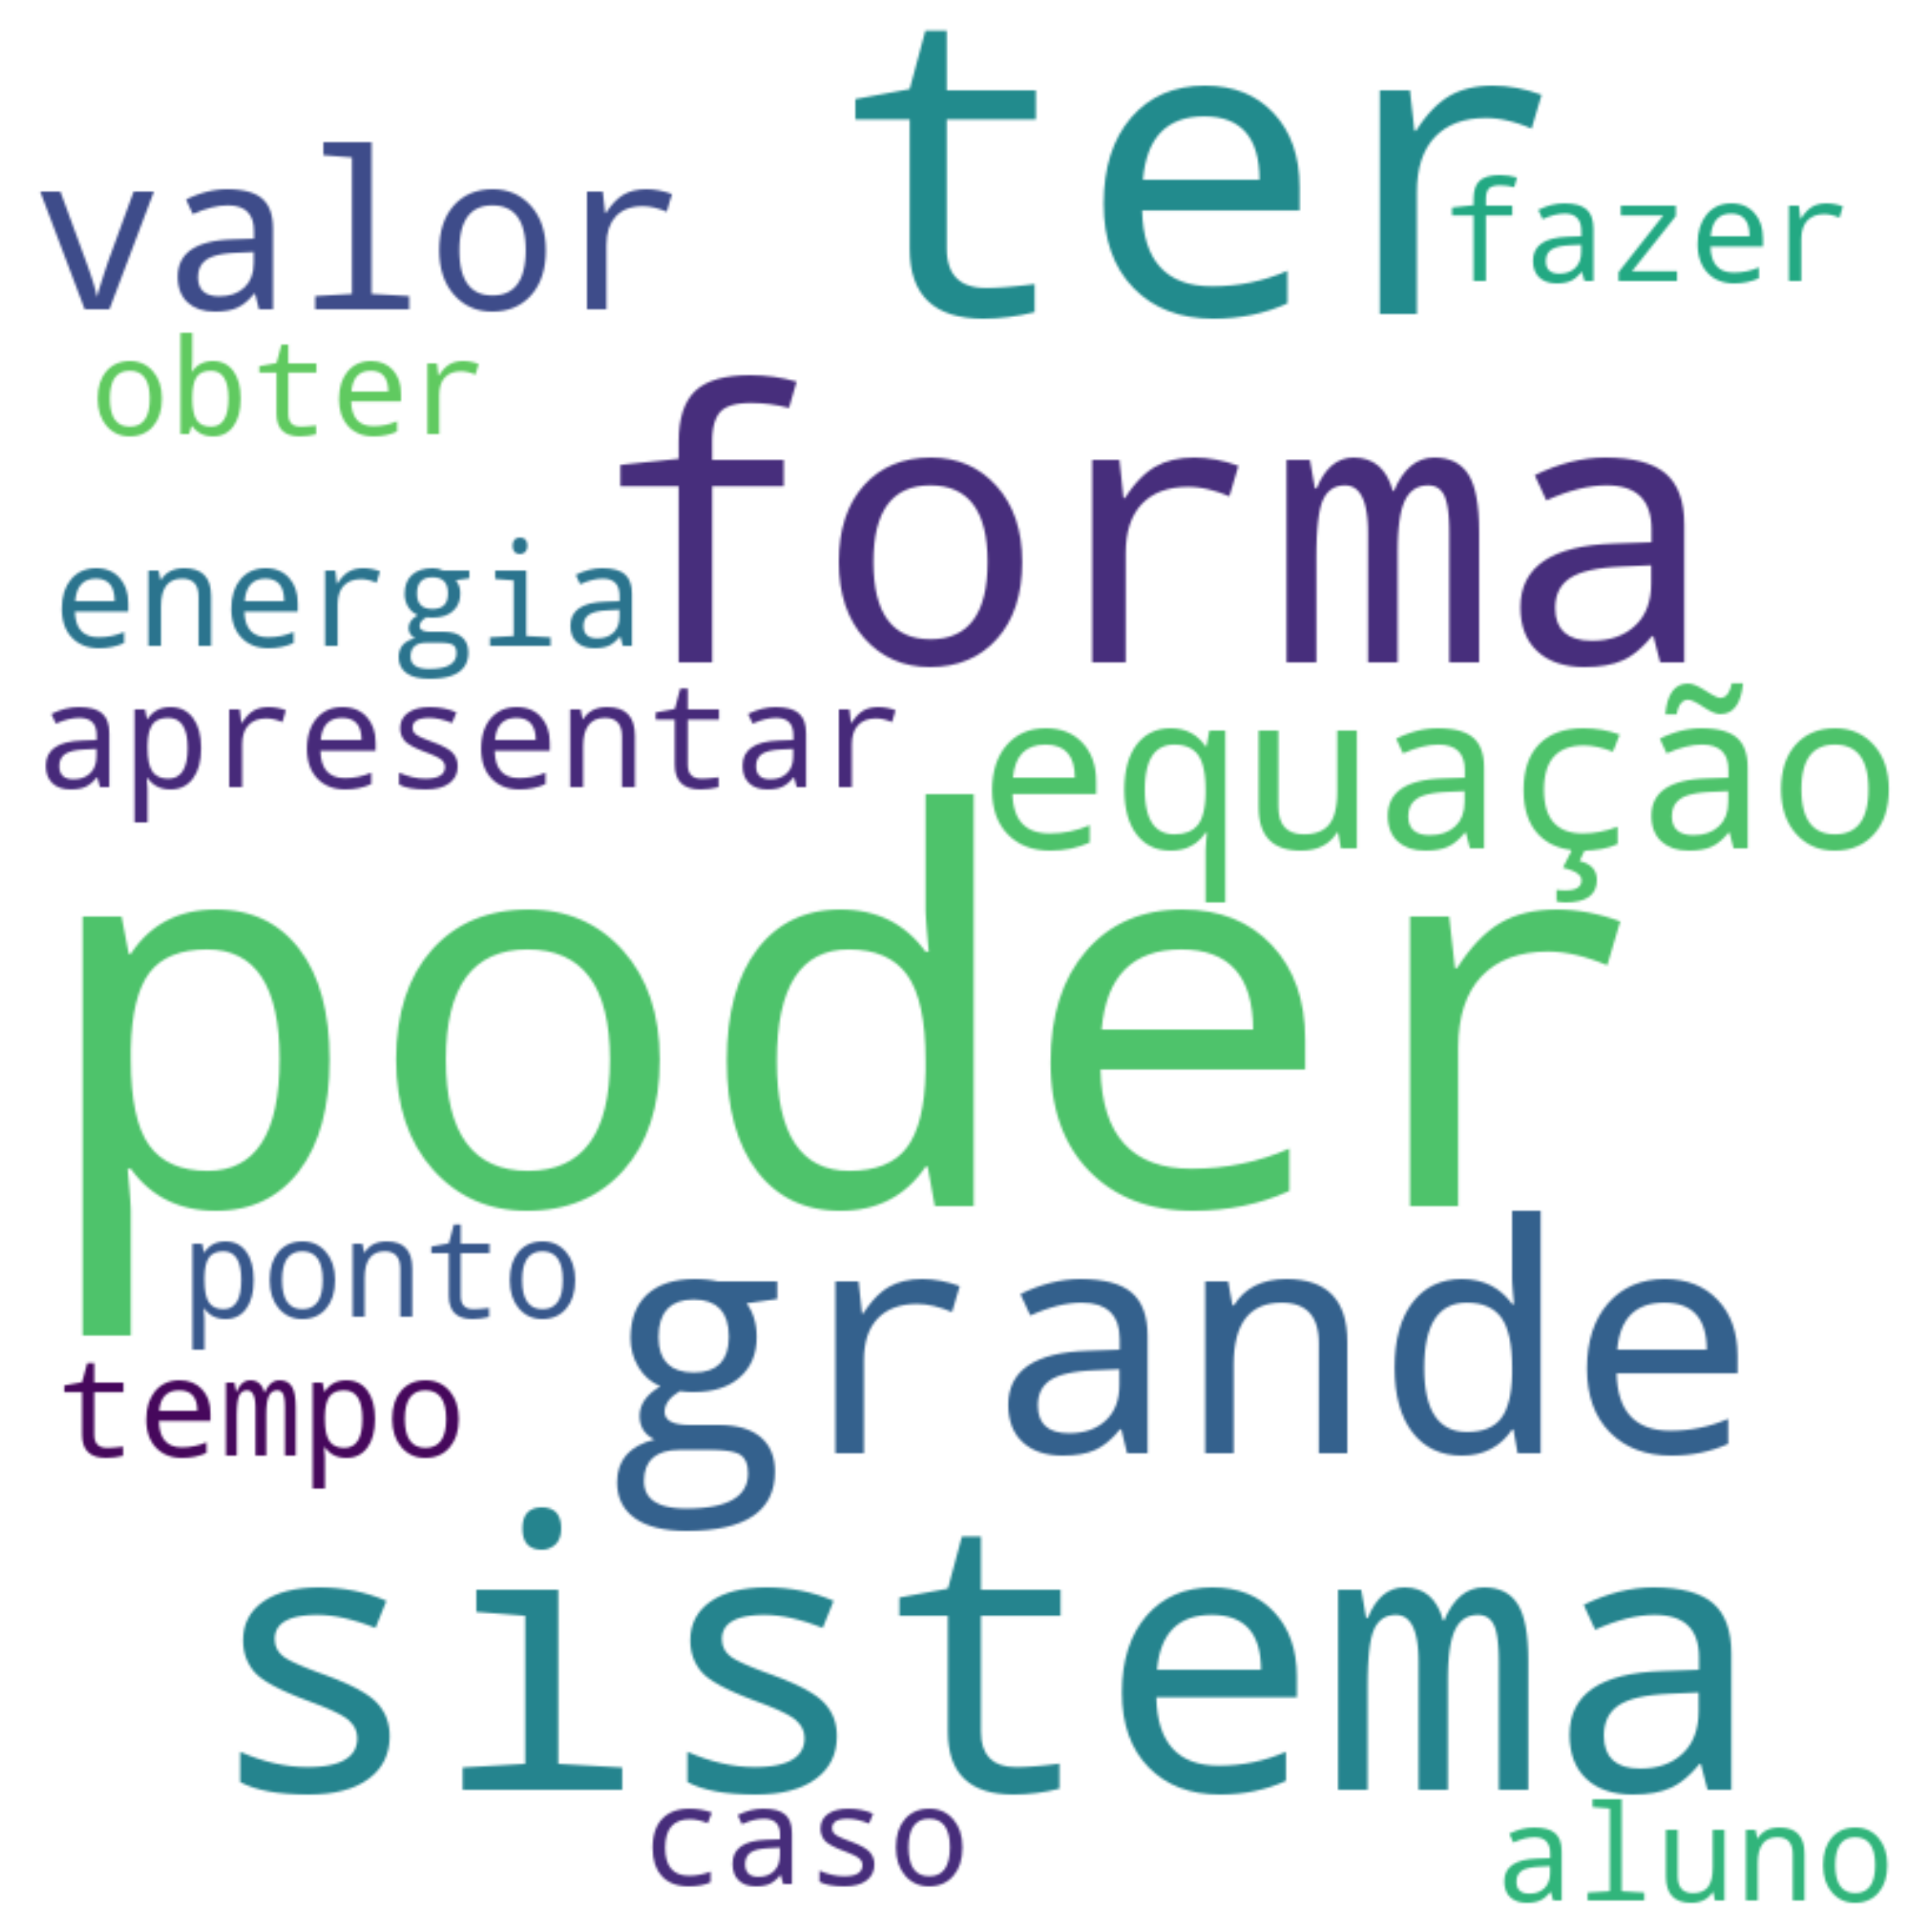 ter
valor
fazer
obter
forma
energia
apresentar
equação
poder
ponto
grande
tempo
sistema
caso
aluno